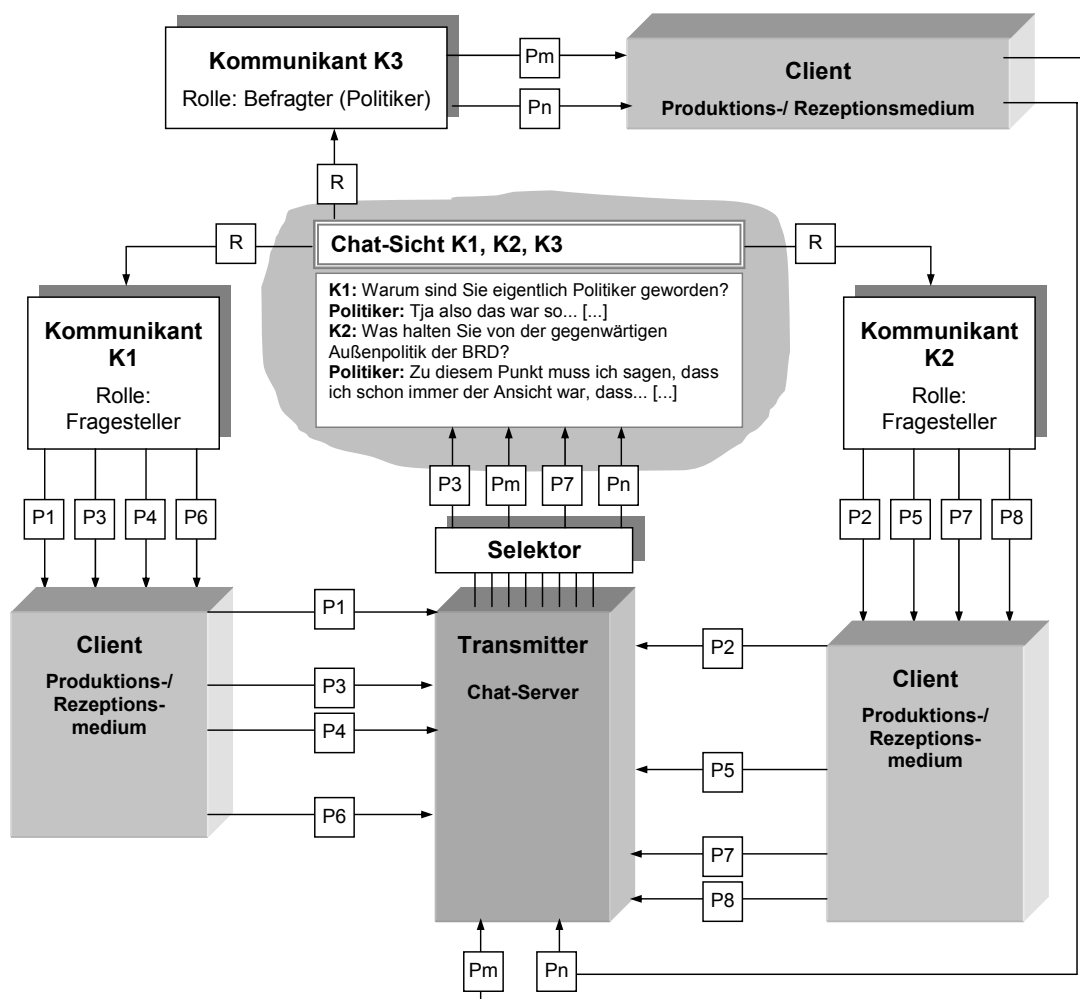 Kommunikant K3
Rolle: Befragter (Politiker)
Pm
Pn
Client
Produktions-/ Rezeptionsmedium
R
R
Chat-Sicht K1, K2, K3
R
K1: Warum sind Sie eigentlich Politiker geworden?
Politiker: Tja also das war so... [...]
K2: Was halten Sie von der gegenwärtigen
Außenpolitik der BRD?
Politiker: Zu diesem Punkt muss ich sagen, dass
ich schon immer der Ansicht war, dass... [...]
Kommunikant
K1
Rolle:
Fragesteller
Kommunikant
K2
Rolle:
Fragesteller
P3
Pm
P7
Pn
P1
P3
P4
P6
P2
P5
P7
P8
Selektor
Client
Produktions-/
Rezeptions-
medium
P1
P3
P4
P6
Transmitter
Chat-Server
P2
P5
P7
P8
Client
Produktions-/
Rezeptions-
medium
Pm
Pn